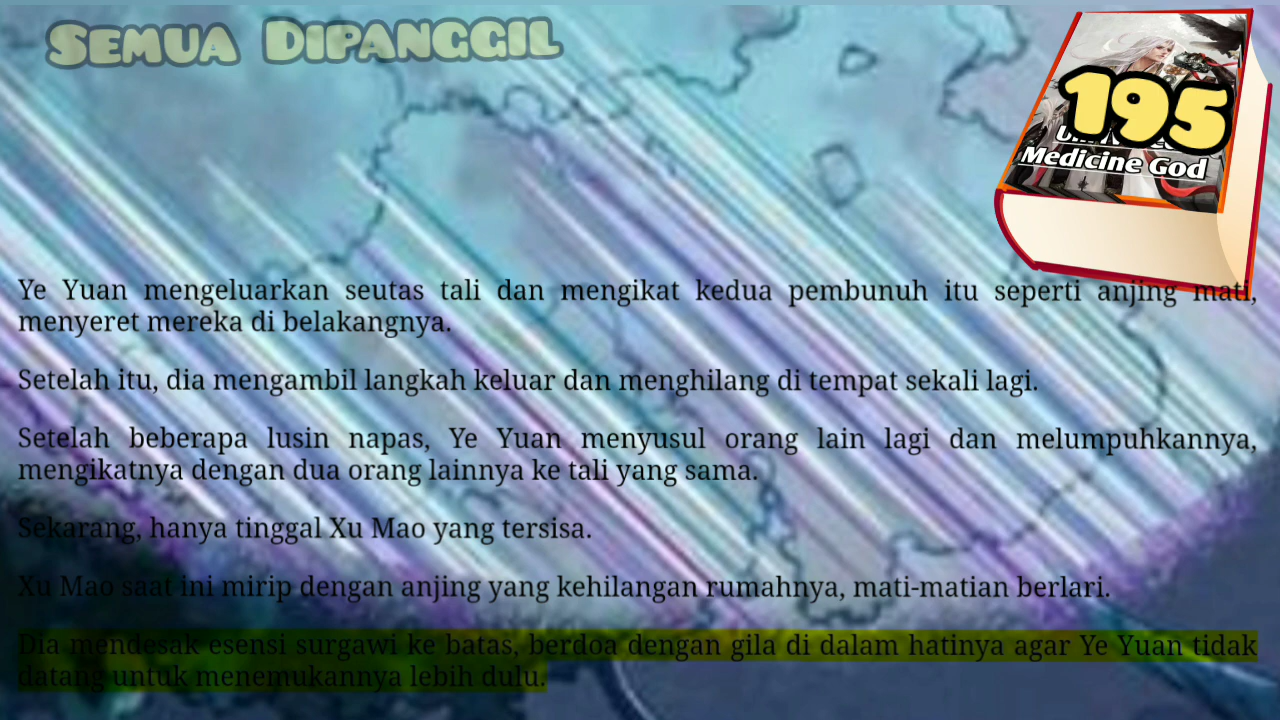 Semua Dipanggil
195
Medicine God
Ye Yuan mengeluarkan seutas tali dan mengikat kedua pembunuh itu seperti anjing mati,
menyeret mereka di belakangnya.
Setelah itu, dia mengambil langkah keluar dan menghilang di tempat sekali lagi.
Setelah beberapa lusin napas, Ye Yuan menyusul orang lain lagi dan melumpuhkannya,
mengikatnya dengan dua orang lainnya ke tali yang sama.
Sekarang, hanya tinggal Xu Mao yang tersisa.
Xu Mao saat ini mirip dengan anjing yang kehilangan rumahnya, mati-matian berlari.
Dia mendesak esensi surgawi ke batas, berdoa dengan gila di dalam hatinya agar Ye Yuan tidak
datang untuk menemukannya lebih dulu.